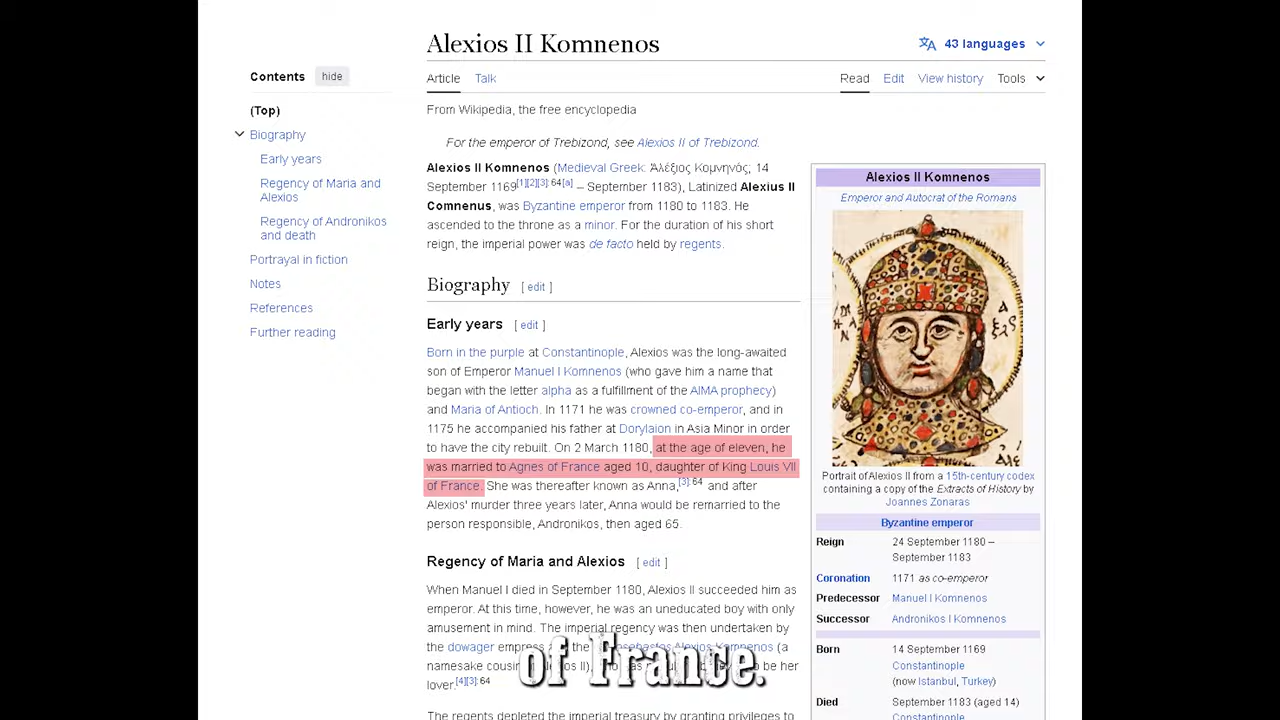 Alexios II Komnenos
43 languages
Contents hide
Article Talk
Read Edit View history Tools
(Top)
From Wikipedia, the free encyclopedia
Biography
Early years
Regency of Maria and
Alexios
Regency of Andronikos
and death
Portrayal in fiction
Notes
References
Further reading
For the emperor of Trebizond, see Alexios II of Trebizond.
Alexios II Komnenos (Medieval Greek: Ἀλέξιος Κομνηνός; 14
September 1169[1][2][3]:64[a] – September 1183), Latinized Alexius II
Comnenus, was Byzantine emperor from 1180 to 1183. He
ascended to the throne as a minor. For the duration of his short
reign, the imperial power was de facto held by regents.
Biography [ edit ]
Early years [ edit ]
Born in the purple at Constantinople, Alexios was the long-awaited
son of Emperor Manuel I Komnenos (who gave him a name that
began with the letter alpha as a fulfillment of the AIMA prophecy)
and Maria of Antioch. In 1171 he was crowned co-emperor, and in
1175 he accompanied his father at Dorylaion in Asia Minor in order
to have the city rebuilt. On 2 March 1180, at the age of eleven, he
was married to Agnes of France aged 10, daughter of King Louis VII
of France. She was thereafter known as Anna,[3]:64 and after
Alexios' murder three years later, Anna would be remarried to the
person responsible, Andronikos, then aged 65.
Regency of Maria and Alexios [ edit ]
When Manuel I died in September 1180, Alexios II succeeded him as
emperor. At this time, however, he was an uneducated boy with only
amusement in mind. The imperial regency was then undertaken by
the dowager empress Alexios Komnenos (a
namesake cousin II), her
lover.[4][3]:64
The regents depleted the imperial treasury by granting privileges to
Alexios II Komnenos
Emperor and Autocrat of the Romans
Portrait of Alexios II from a 15th-century codex
containing a copy of the Extracts of History by
Joannes Zonaras
Byzantine emperor
Reign 24 September 1180 –
September 1183
Coronation 1171 as co-emperor
Predecessor Manuel I Komnenos
Successor Andronikos I Komnenos
Born 14 September 1169
Constantinople
(now Istanbul, Turkey)
Died September 1183 (aged 14)
Constantinople
of France.